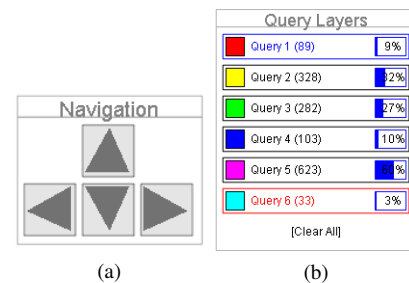 Navigation
(a)
Query Layers
Query 1 (89) 9%
Query 2 (328) 32%
Query 3 (282) 27%
Query 4 (103) 10%
Query 5 (623)
Query 6 (33) 3%
[Clear All]
(b)